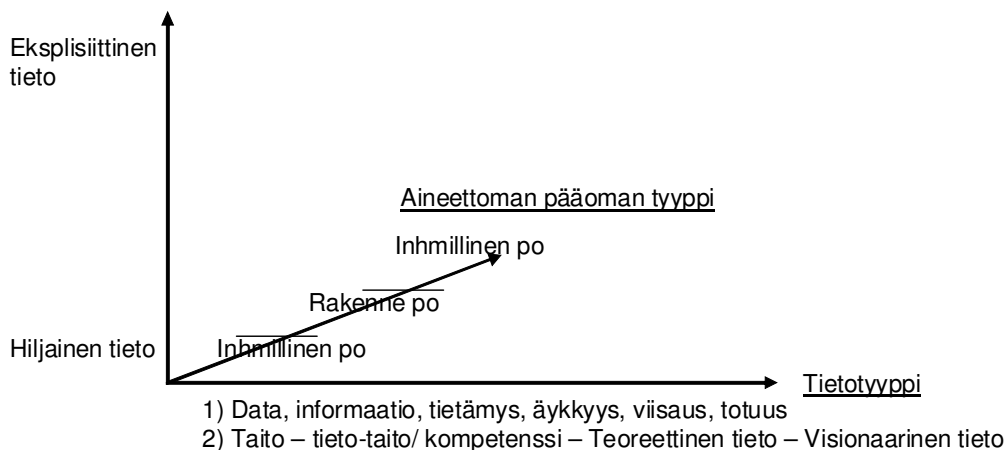 Eksplisiittinen
tieto
Aineettoman pääoman tyyppi
Inhmillinen po
Rakenne po
Hiljainen tieto
Inhmillinen po
Tietotyyppi
1) Data, informaatio, tietämys, äykkyys, viisaus, totuus
2) Taito – tieto-taito/ kompetenssi – Teoreettinen tieto – Visionaarinen tieto